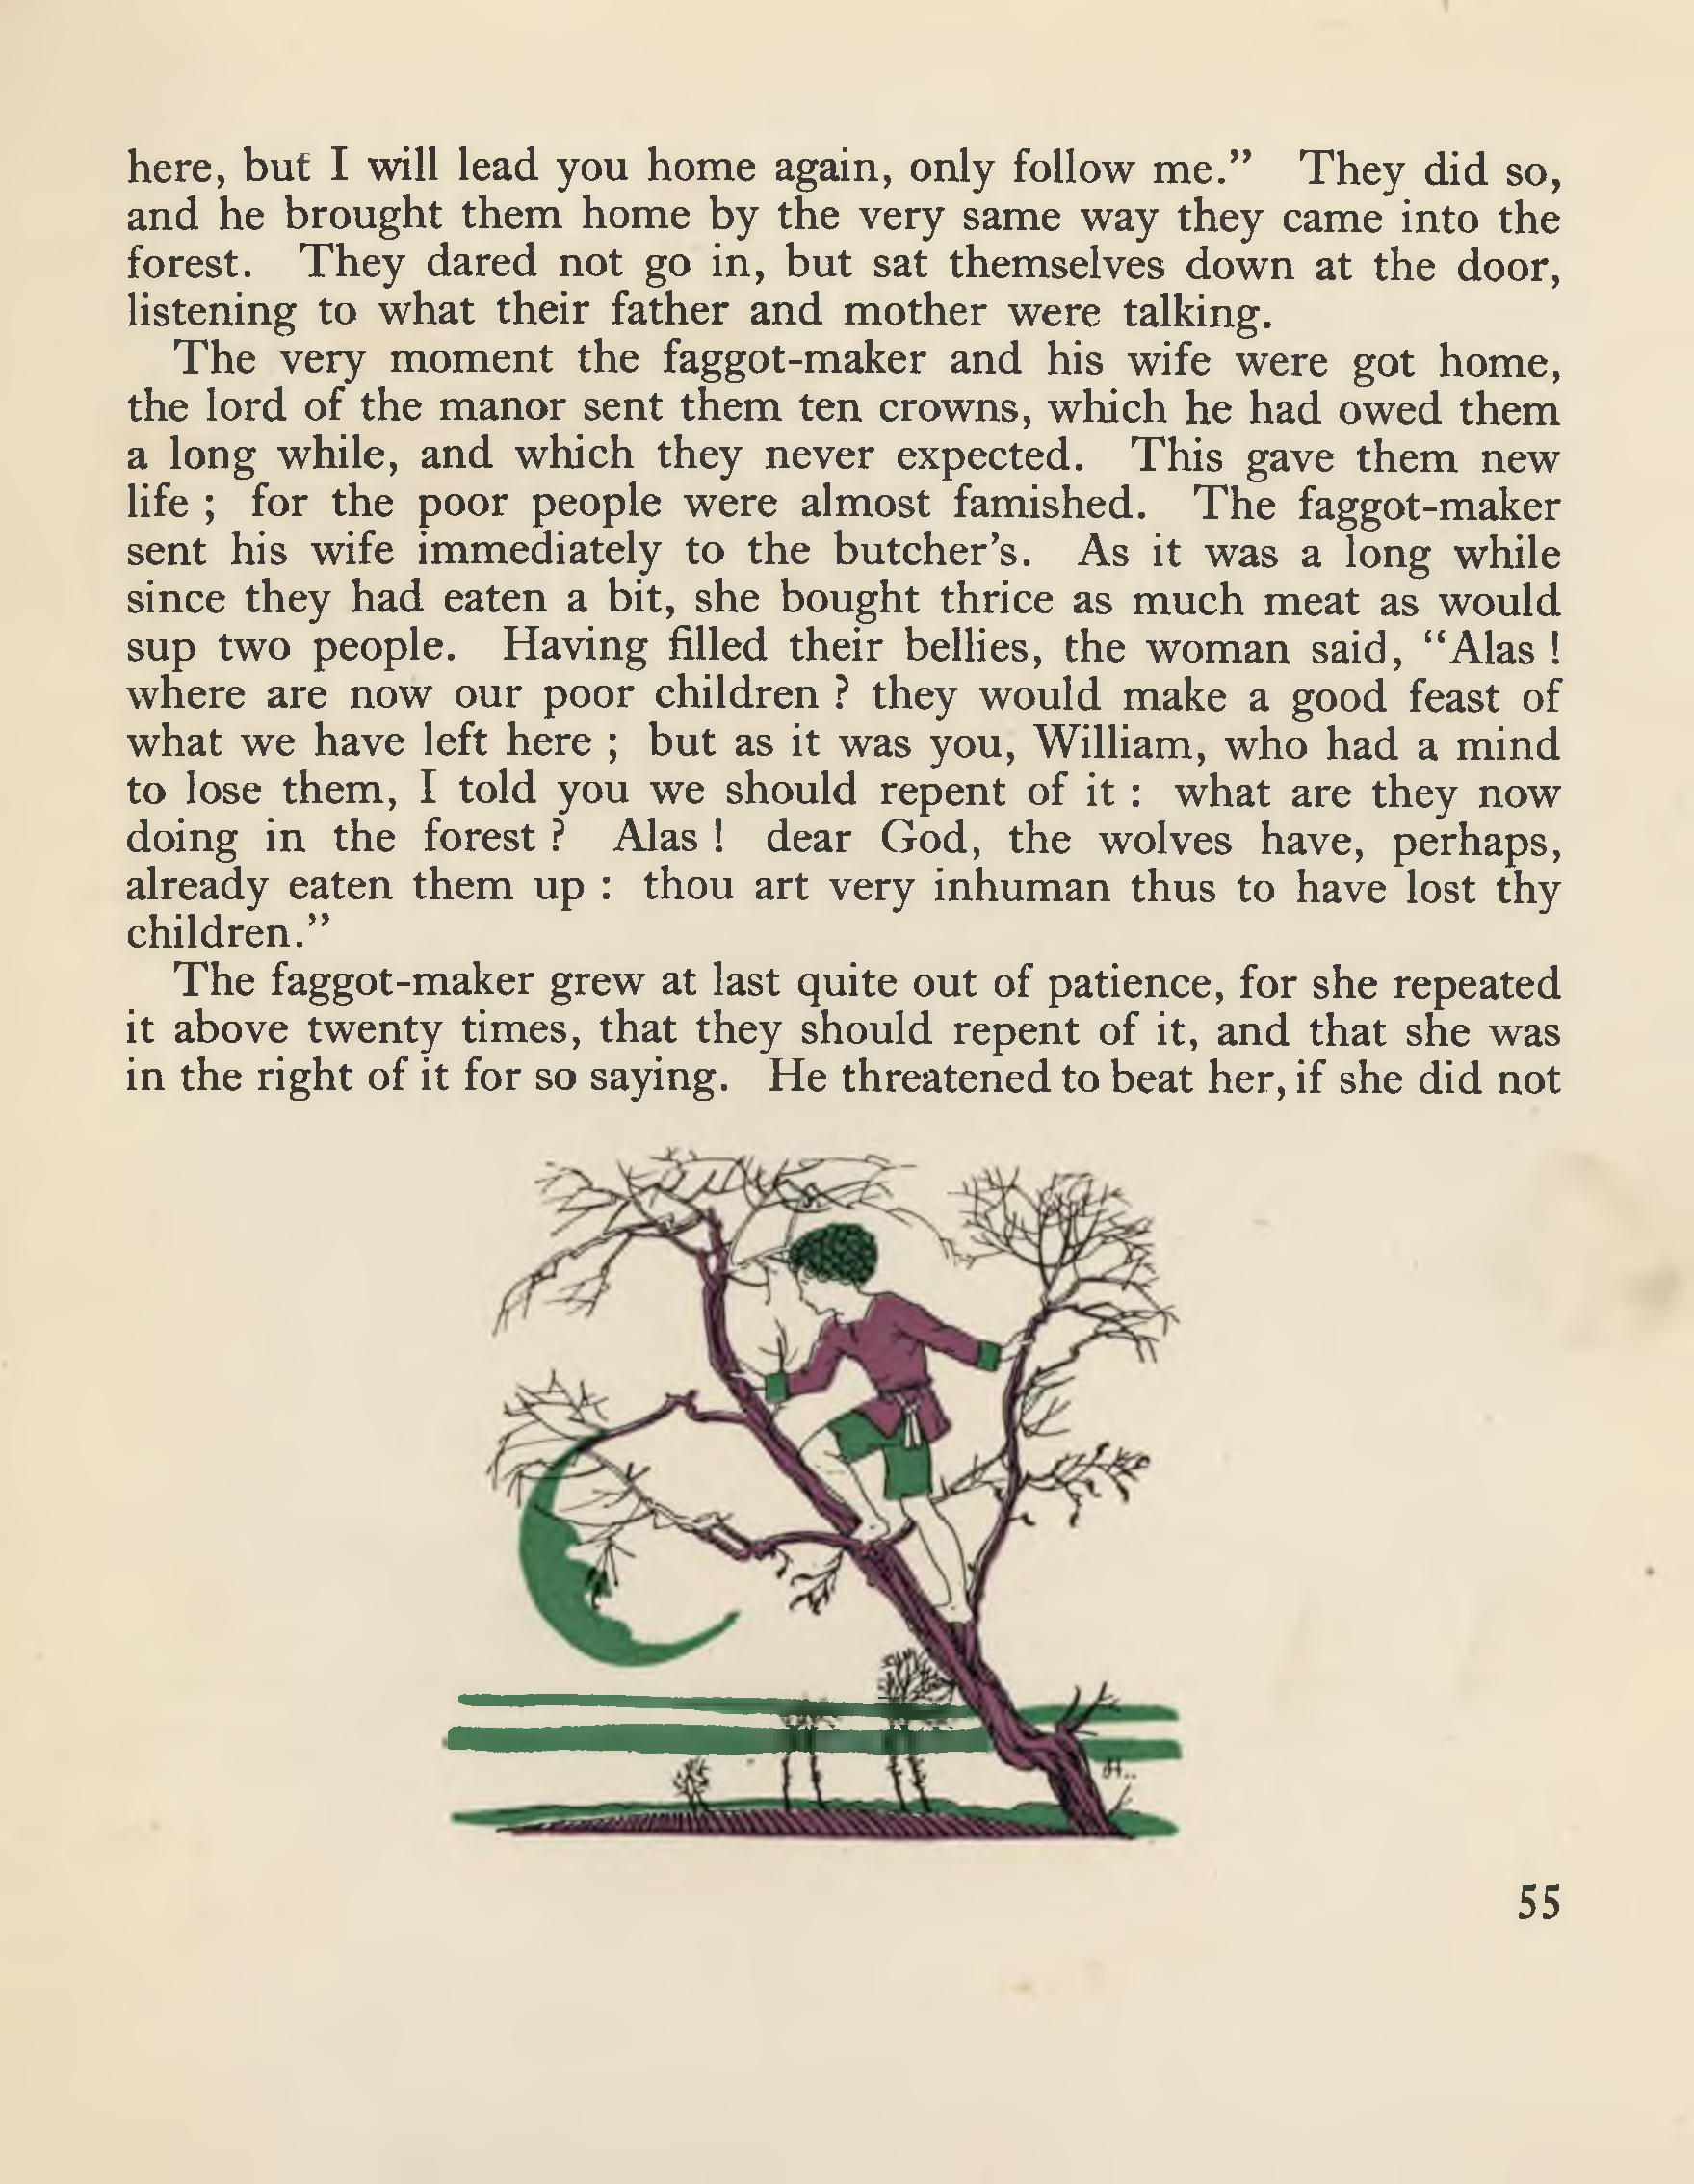 here, but I will lead you home again, only follow me.” They did so,
and he brought them home by the very same way they came into the
forest. They dared not go in, but sat themselves down at the door,
listening to what their father and mother were talking.
The very moment the faggot-maker and his wife were got home,
the lord of the manor sent them ten crowns, which he had owed them
a long while, and which they never expected. This gave them new
life ; for the poor people were almost famished. The faggot-maker
sent his wife immediately to the butcher’s. As it was a long while
since they had eaten a bit, she bought thrice as much meat as would
sup two people. Having filled their bellies, the woman said, “Alas !
where are now our poor children ? they would make a good feast of
what we have left here ; but as it was you, William, who had a mind
to lose them, I told you we should repent of it : what are they now
doing in the forest ? Alas ! dear God, the wolves have, perhaps,
already eaten them up : thou art very inhuman thus to have lost thy
children.”
The faggot-maker grew at last quite out of patience, for she repeated
it above twenty times, that they should repent of it, and that she was
in the right of it for so saying. He threatened to beat her, if she did not
55